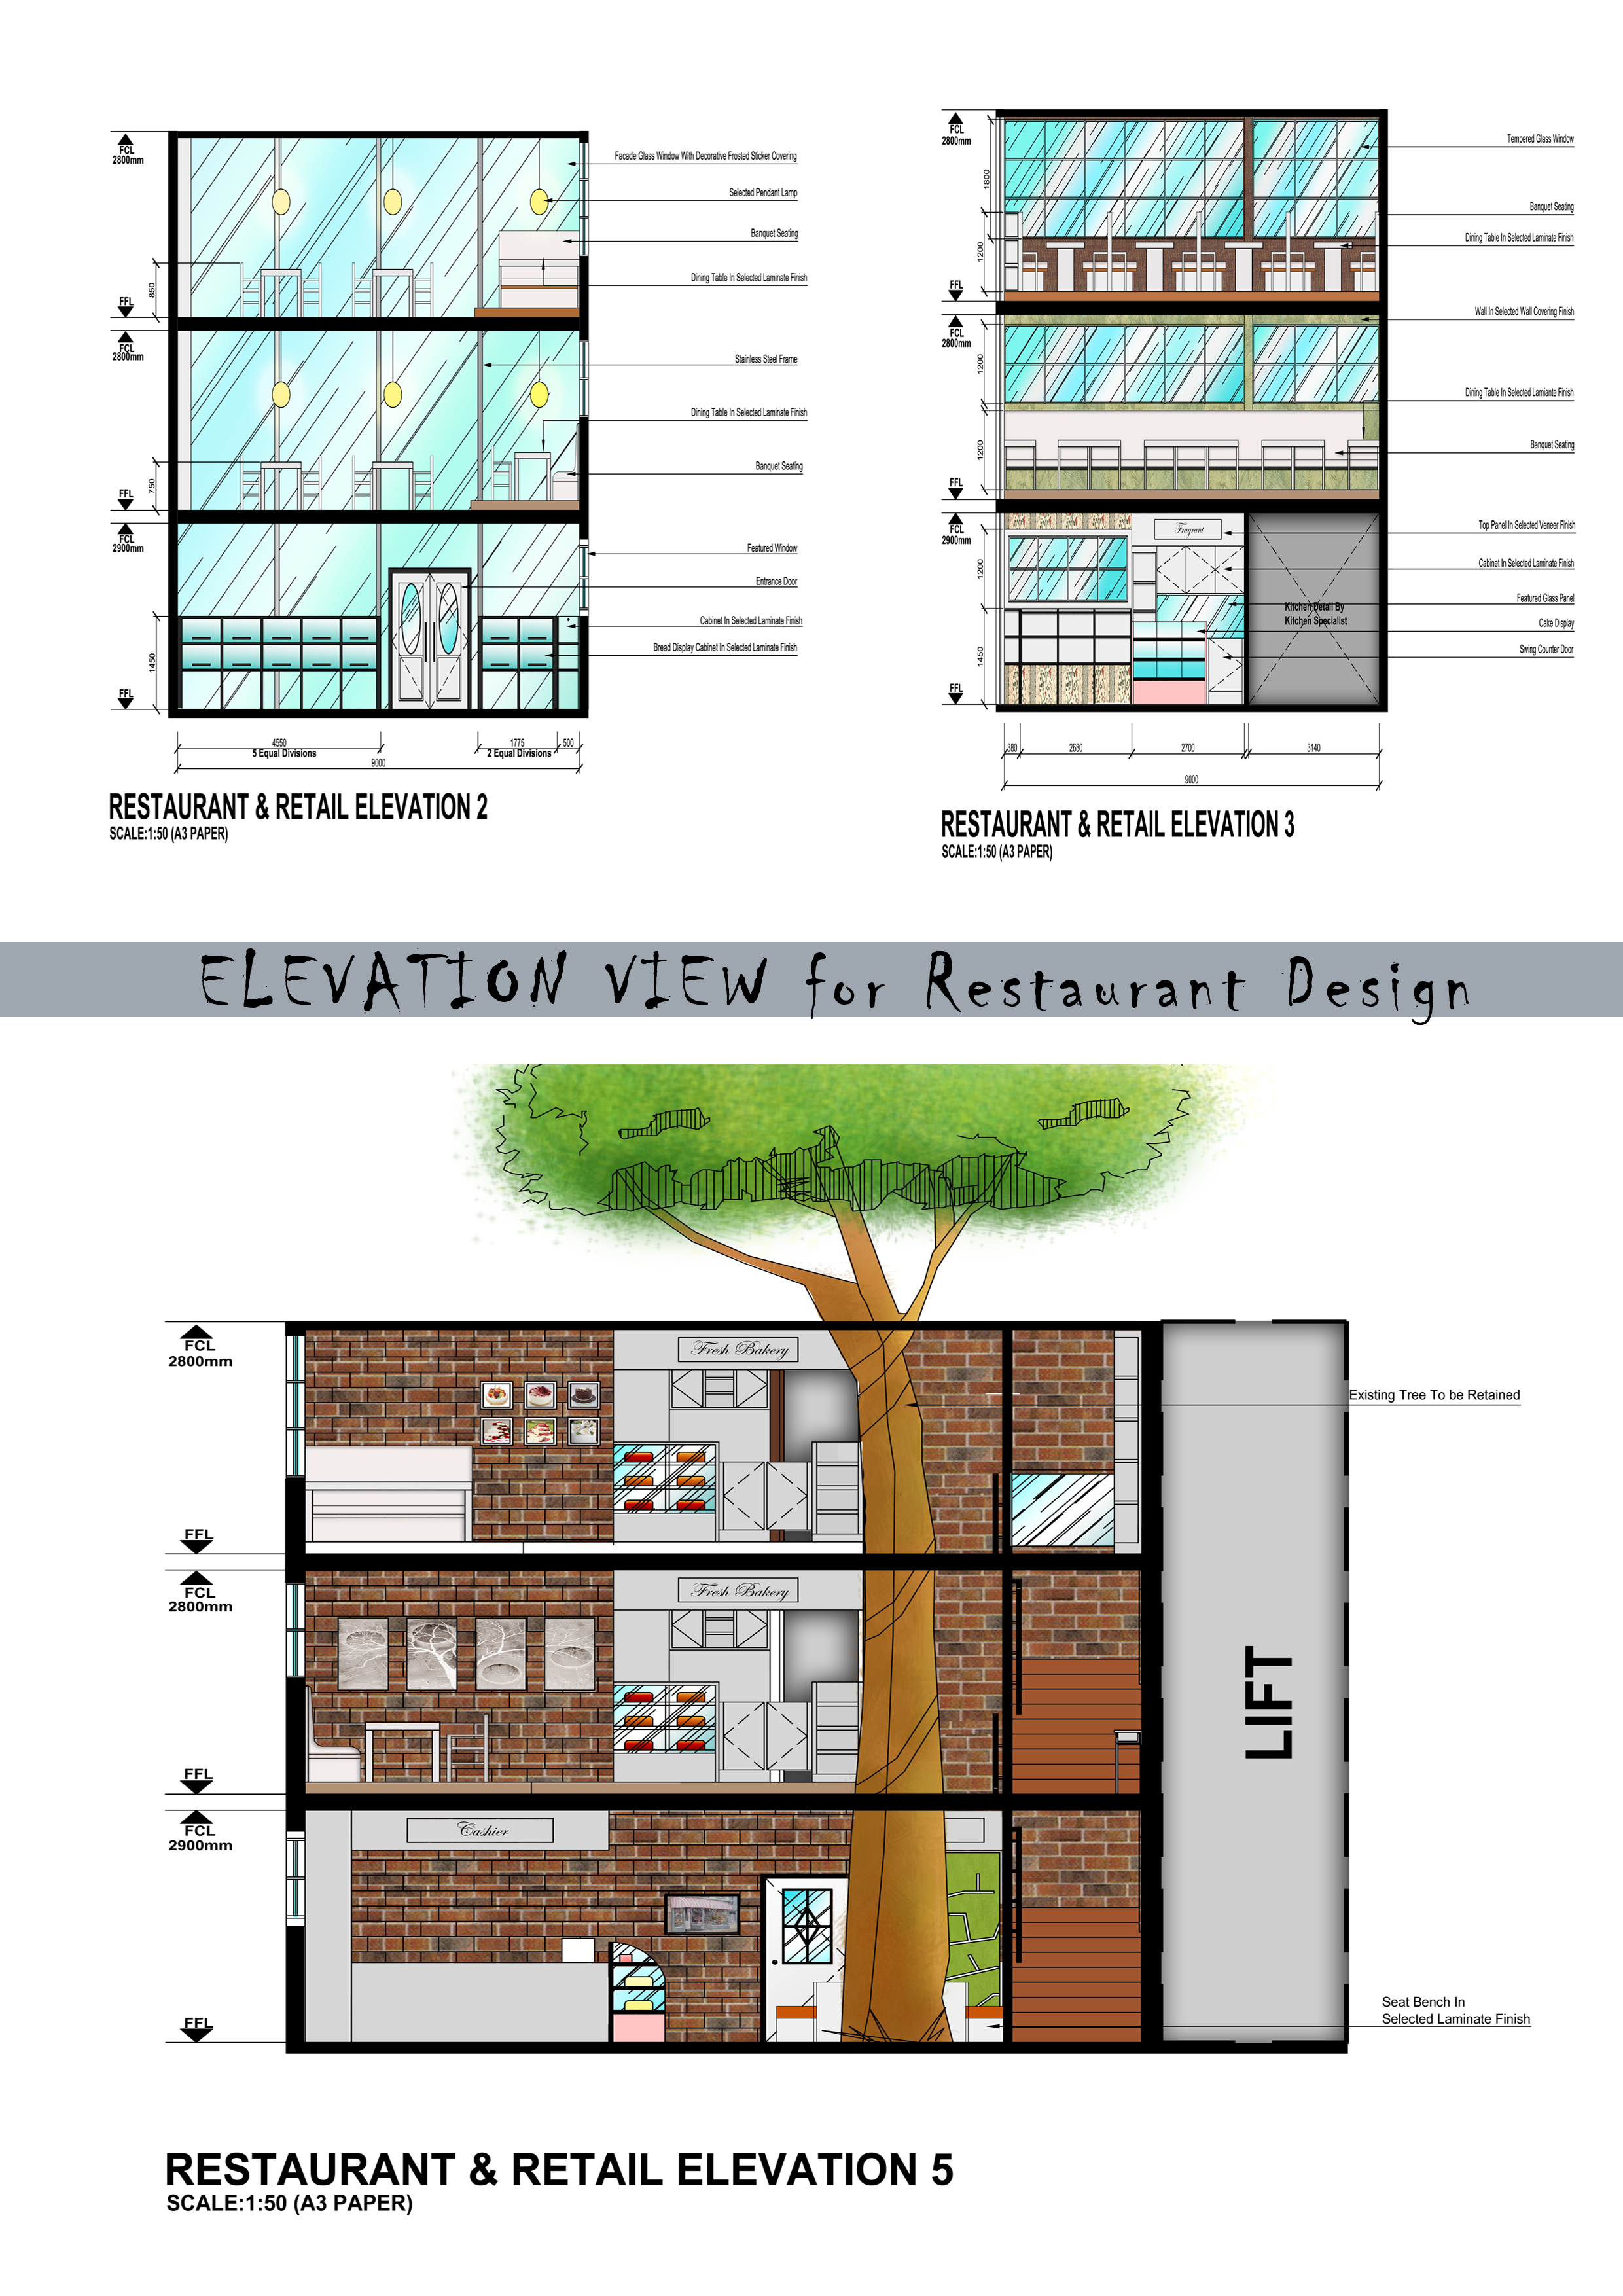 FCL
2800mm
850
FFL
FCL
2800mm
750
FFL
FCL
2900mm
1450
FFL
Facade Glass Window With Decorative Frosted Sticker Covering
Selected Pendant Lamp
Banquet Seating
Dining Table In Selected Laminate Finish
Stainless Steel Frame
Dining Table In Selected Laminate Finish
Banquet Seating
Featured Window
Entrance Door
Cabinet In Selected Laminate Finish
Bread Display Cabinet In Selected Laminate Finish
4550
5 Equal Divisions
1775
2 Equal Divisions
500
9000
RESTAURANT & RETAIL ELEVATION 2
SCALE:1:50 (A3 PAPER)
FCL
2800mm
1800
1200
FFL
FCL
2800mm
1200
1200
FFL
FCL
2900mm
1200
1450
FFL
Tempered Glass Window
Banquet Seating
Dining Table In Selected Laminate Finish
Wall In Selected Wall Covering Finish
Dining Table In Selected Lamiante Finish
Banquet Seating
Top Panel In Selected Veneer Finish
Cabinet In Selected Laminate Finish
Featured Glass Panel
Cake Display
Swing Counter Door
Fragrant
Kitchen Detail By
Kitchen Specialist
380
2680
2700
3140
9000
RESTAURANT & RETAIL ELEVATION 3
SCALE:1:50 (A3 PAPER)
ELEVATION VIEW for Restaurant Design
FCL
2800mm
FFL
FCL
2800mm
FFL
FCL
2900mm
FFL
Fresh Bakery
Fresh Bakery
Cashier
Existing Tree To be Retained
LIFT
Seat Bench In
Selected Laminate Finish
RESTAURANT & RETAIL ELEVATION 5
SCALE:1:50 (A3 PAPER)